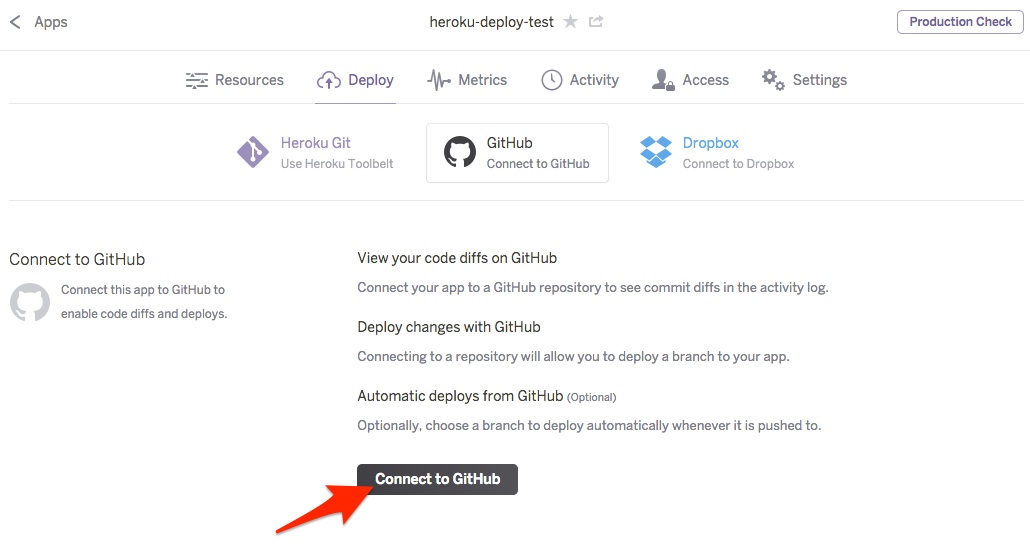 Apps
heroku-deploy-test
Production Check
Resources
Deploy
Metrics
Activity
Access
Settings
Heroku Git
Use Heroku Toolbelt
GitHub
Connect to GitHub
Dropbox
Connect to Dropbox
Connect to GitHub
Connect this app to GitHub to
enable code diffs and deploys.
View your code diffs on GitHub
Connect your app to a GitHub repository to see commit diffs in the activity log.
Deploy changes with GitHub
Connecting to a repository will allow you to deploy a branch to your app.
Automatic deploys from GitHub (Optional)
Optionally, choose a branch to deploy automatically whenever it is pushed to.
Connect to GitHub